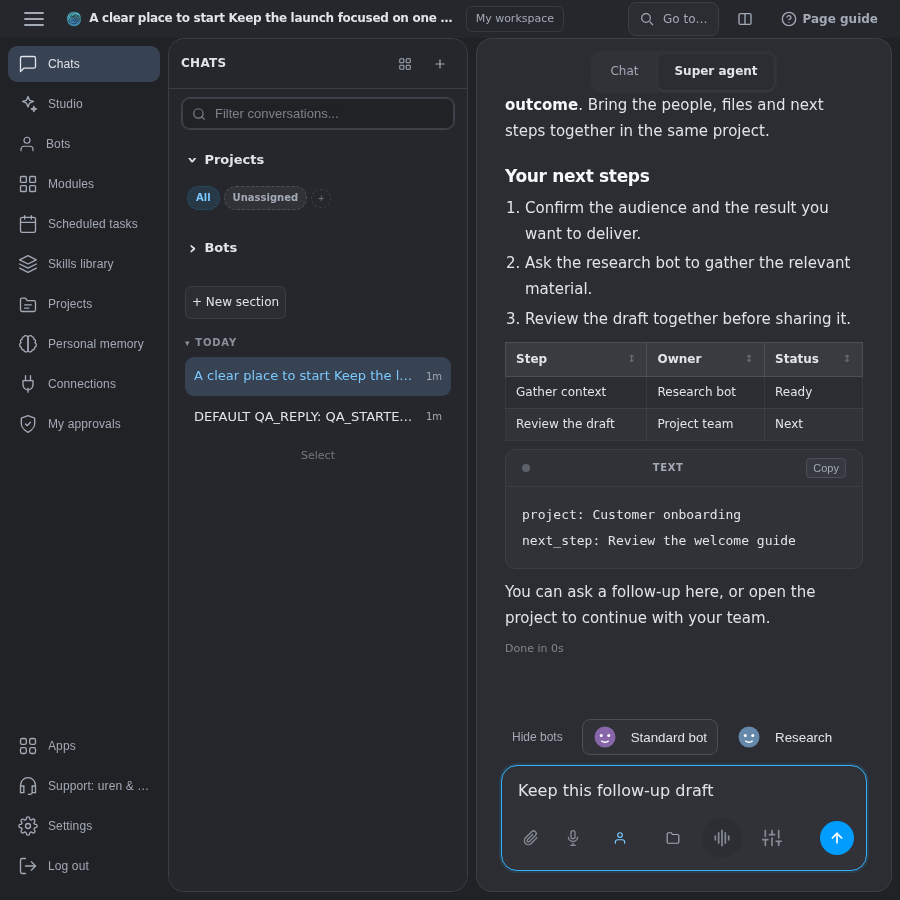 A clear place to start Keep the launch focused on one ...
My workspace
Go to...
Page guide
Chats
Studio
Bots
Modules
Scheduled tasks
Skills library
Projects
Personal memory
Connections
My approvals
Apps
Support: uren & ...
Settings
Log out
CHATS
Filter conversations...
Projects
All
Unassigned
+
Bots
+ New section
TODAY
A clear place to start Keep the l... 1m
DEFAULT QA_REPLY: QA_STARTE... 1m
Select
Chat
Super agent
outcome. Bring the people, files and next
steps together in the same project.
Your next steps
1. Confirm the audience and the result you
want to deliver.
2. Ask the research bot to gather the relevant
material.
3. Review the draft together before sharing it.
Step Owner Status
Gather context Research bot Ready
Review the draft Project team Next
TEXT
Copy
project: Customer onboarding
next_step: Review the welcome guide
You can ask a follow-up here, or open the
project to continue with your team.
Done in 0s
Hide bots
Standard bot
Research
Keep this follow-up draft